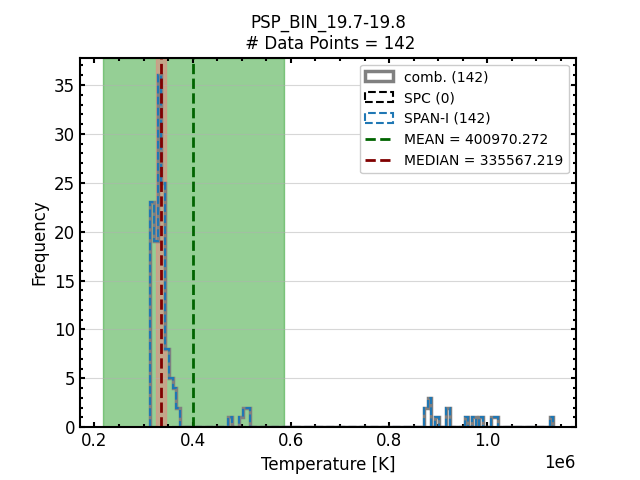 PSP_BIN_19.7-19.8
# Data Points = 142
comb. (142)
SPC (0)
SPAN-I (142)
MEAN = 400970.272
MEDIAN = 335567.219
Frequency
35
30
25
20
15
10
5
0
0.2 0.4 0.6 0.8 1.0
1e6
Temperature [K]